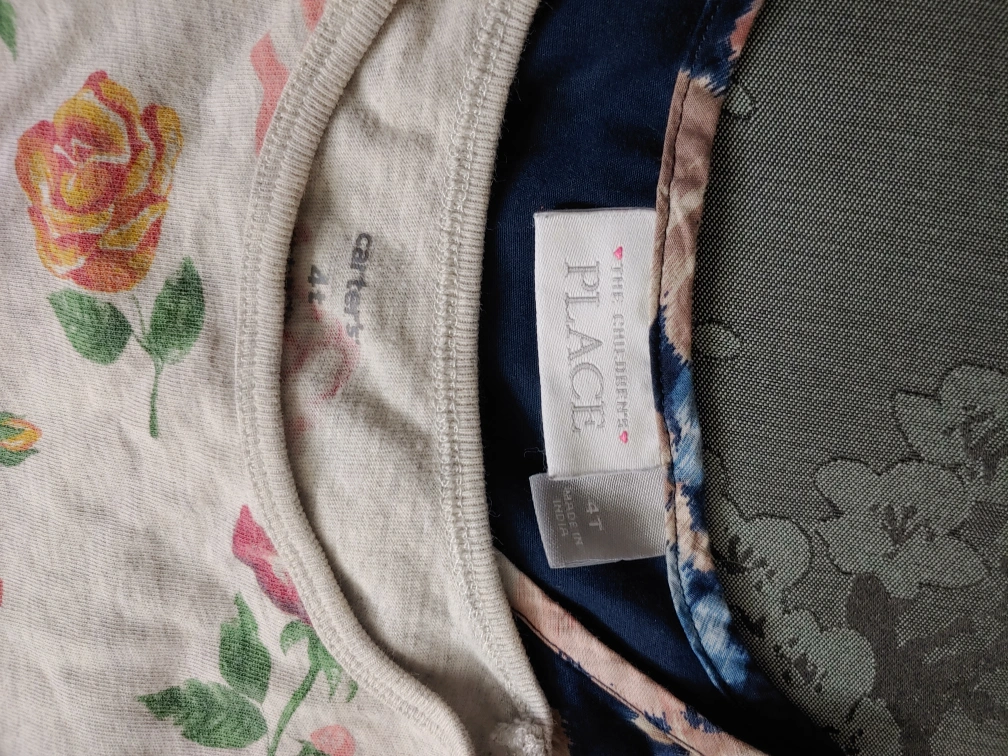 carter's
4t
THE CHILDREN'S
PLACE
4T
MADE IN
INDIA